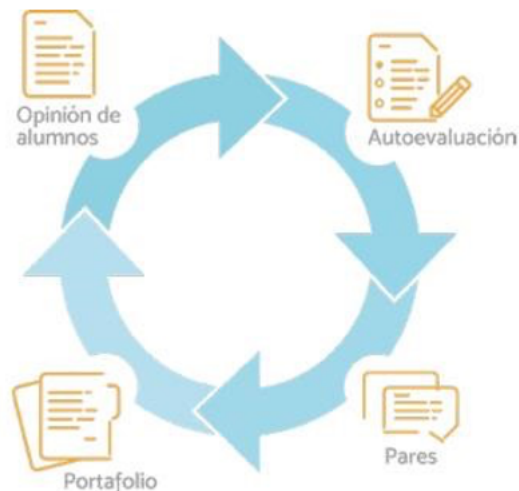 Opinión de
alumnos
Autoevaluación
Pares
Portafolio